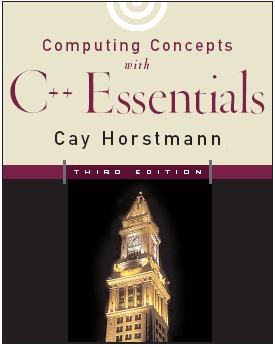 Computing Concepts
with
C++ Essentials
Cay Horstmann
THIRD EDITION